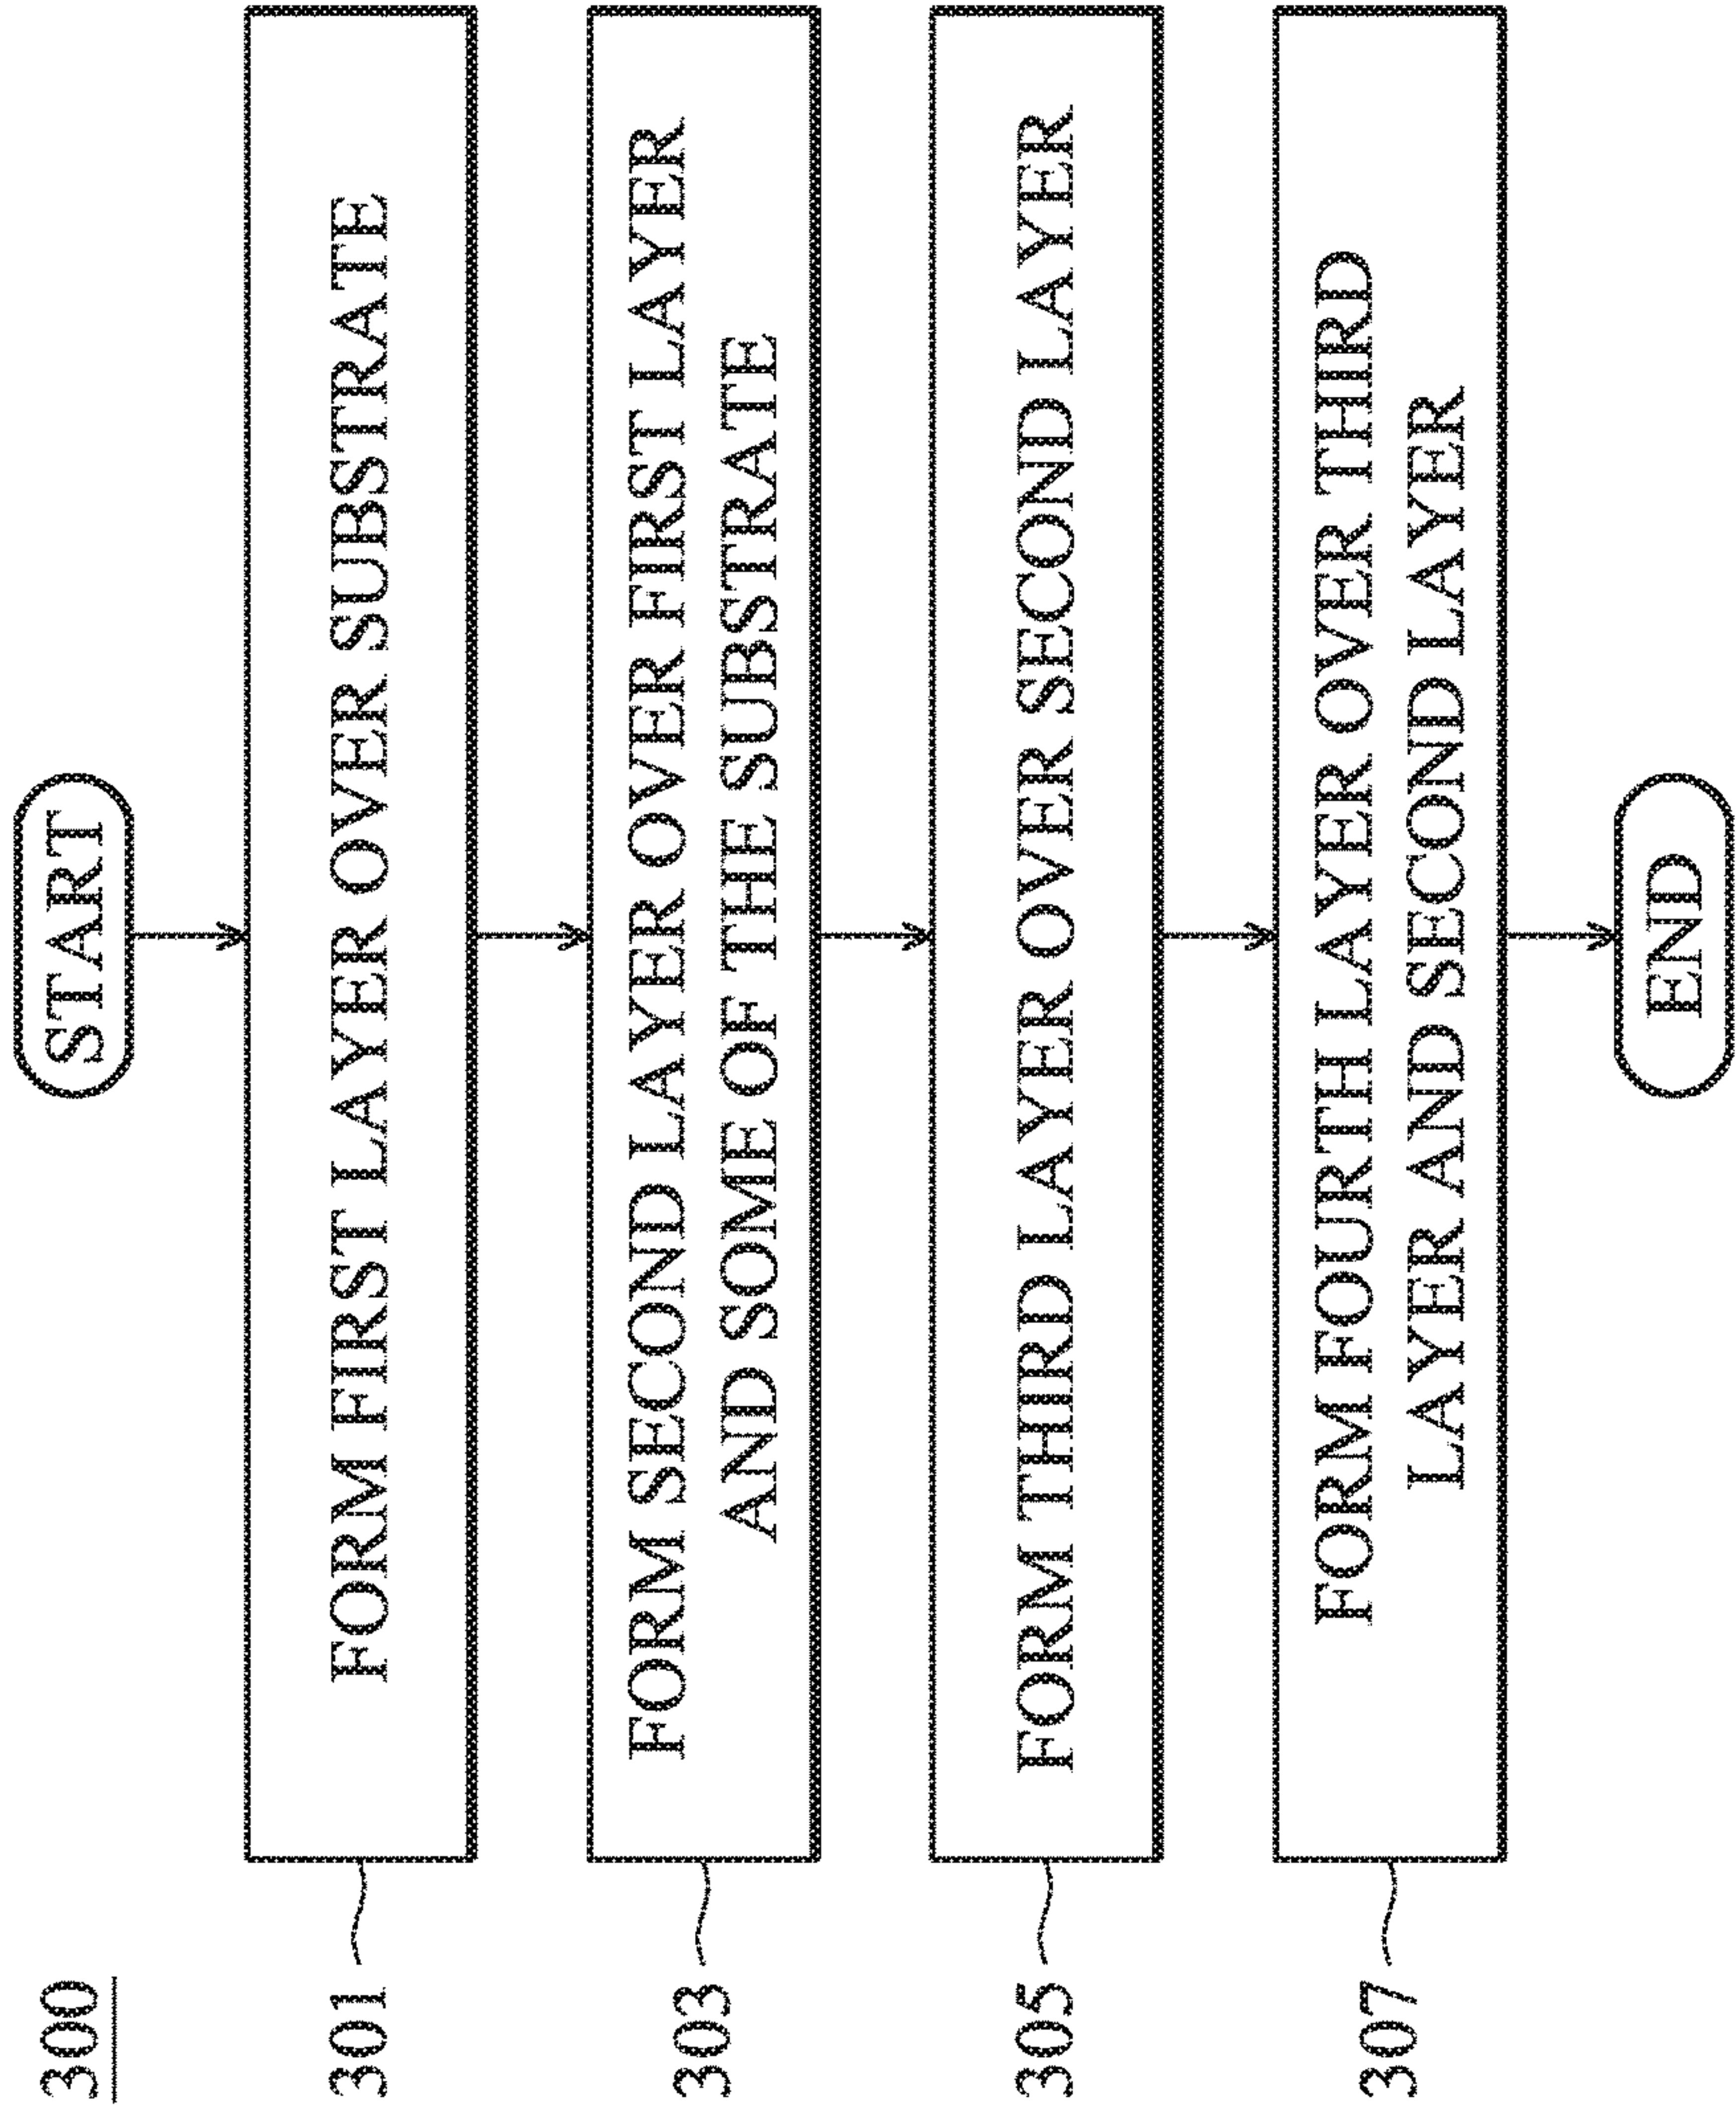 300
START
301
FORM FIRST LAYER OVER SUBSTRATE
303
FORM SECOND LAYER OVER FIRST LAYER
AND SOME OF THE SUBSTRATE
305
FORM THIRD LAYER OVER SECOND LAYER
307
FORM FOURTH LAYER OVER THIRD
LAYER AND SECOND LAYER
END